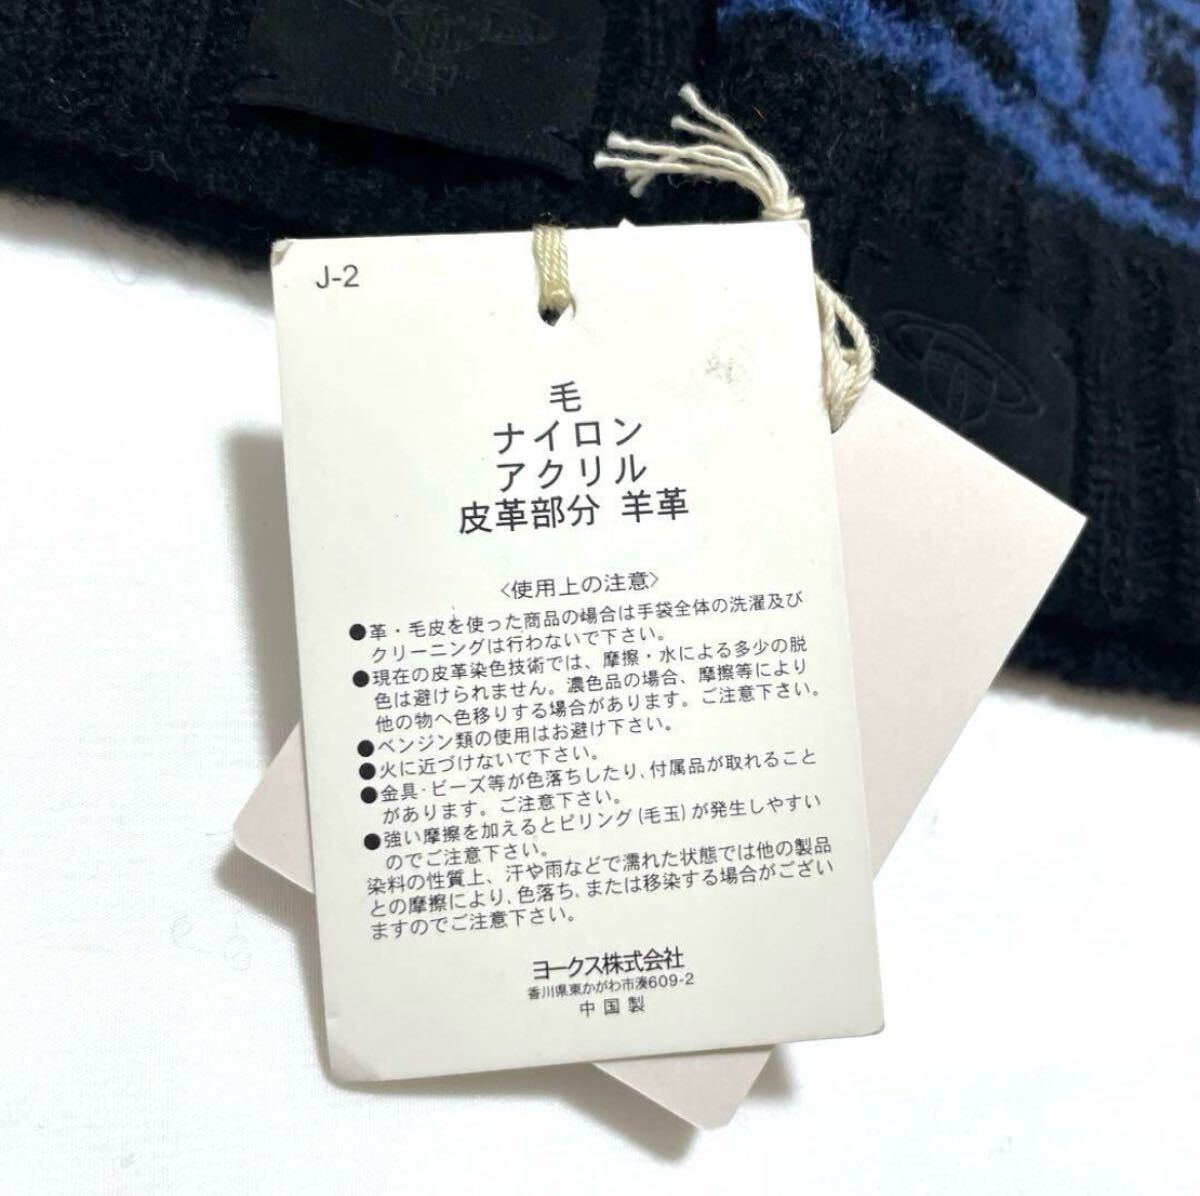 J-2
毛
ナイロン
アクリル
皮革部分 羊革
〈使用上の注意〉
●革・毛皮を使った商品の場合は手袋全体の洗濯及び
クリーニングは行わないで下さい。
●現在の皮革染色技術では、摩擦・水による多少の脱
色は避けられません。濃色品の場合、摩擦等により
他の物へ色移りする場合があります。ご注意下さい。
●ベンジン類の使用はお避け下さい。
●火に近づけないで下さい。
●金具・ビーズ等が色落ちしたり、付属品が取れること
があります。ご注意下さい。
●強い摩擦を加えるとピリング(毛玉)が発生しやすい
のでご注意下さい。
染料の性質上、汗や雨などで濡れた状態では他の製品
との摩擦により、色落ち、または移染する場合がござい
ますのでご注意下さい。
ヨークス株式会社
香川県東かがわ市湊609-2
中国製